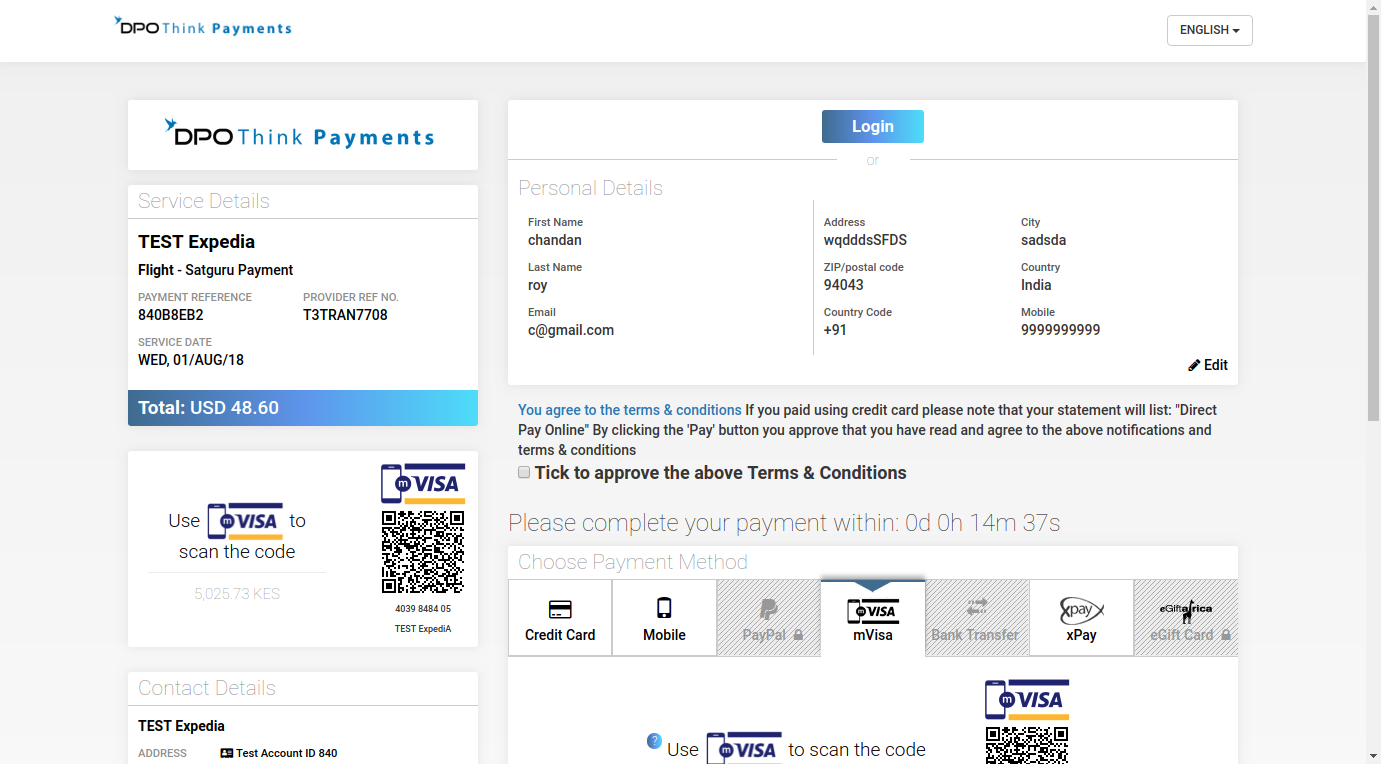 DPO Think Payments
ENGLISH
DPO Think Payments
Service Details
TEST Expedia
Flight - Satguru Payment
PAYMENT REFERENCE PROVIDER REF NO.
840B8EB2 T3TRAN7708
SERVICE DATE
WED, 01/AUG/18
Total: USD 48.60
mVISA
Use mVISA to
scan the code
5,025.73 KES
4039 8484 05
TEST ExpediA
Contact Details
TEST Expedia
ADDRESS Test Account ID 840
Login
or
Personal Details
First Name Address City
chandan wqdddsSFDS sadsda
Last Name ZIP/postal code Country
roy 94043 India
Email Country Code Mobile
c@gmail.com +91 9999999999
Edit
You agree to the terms & conditions If you paid using credit card please note that your statement will list: "Direct
Pay Online" By clicking the 'Pay' button you approve that you have read and agree to the above notifications and
terms & conditions
Tick to approve the above Terms & Conditions
Please complete your payment within: 0d 0h 14m 37s
Choose Payment Method
mVISA xpay eGiftafrica
Credit Card Mobile PayPal mVisa Bank Transfer xPay eGift Card
mVISA
? Use mVISA to scan the code